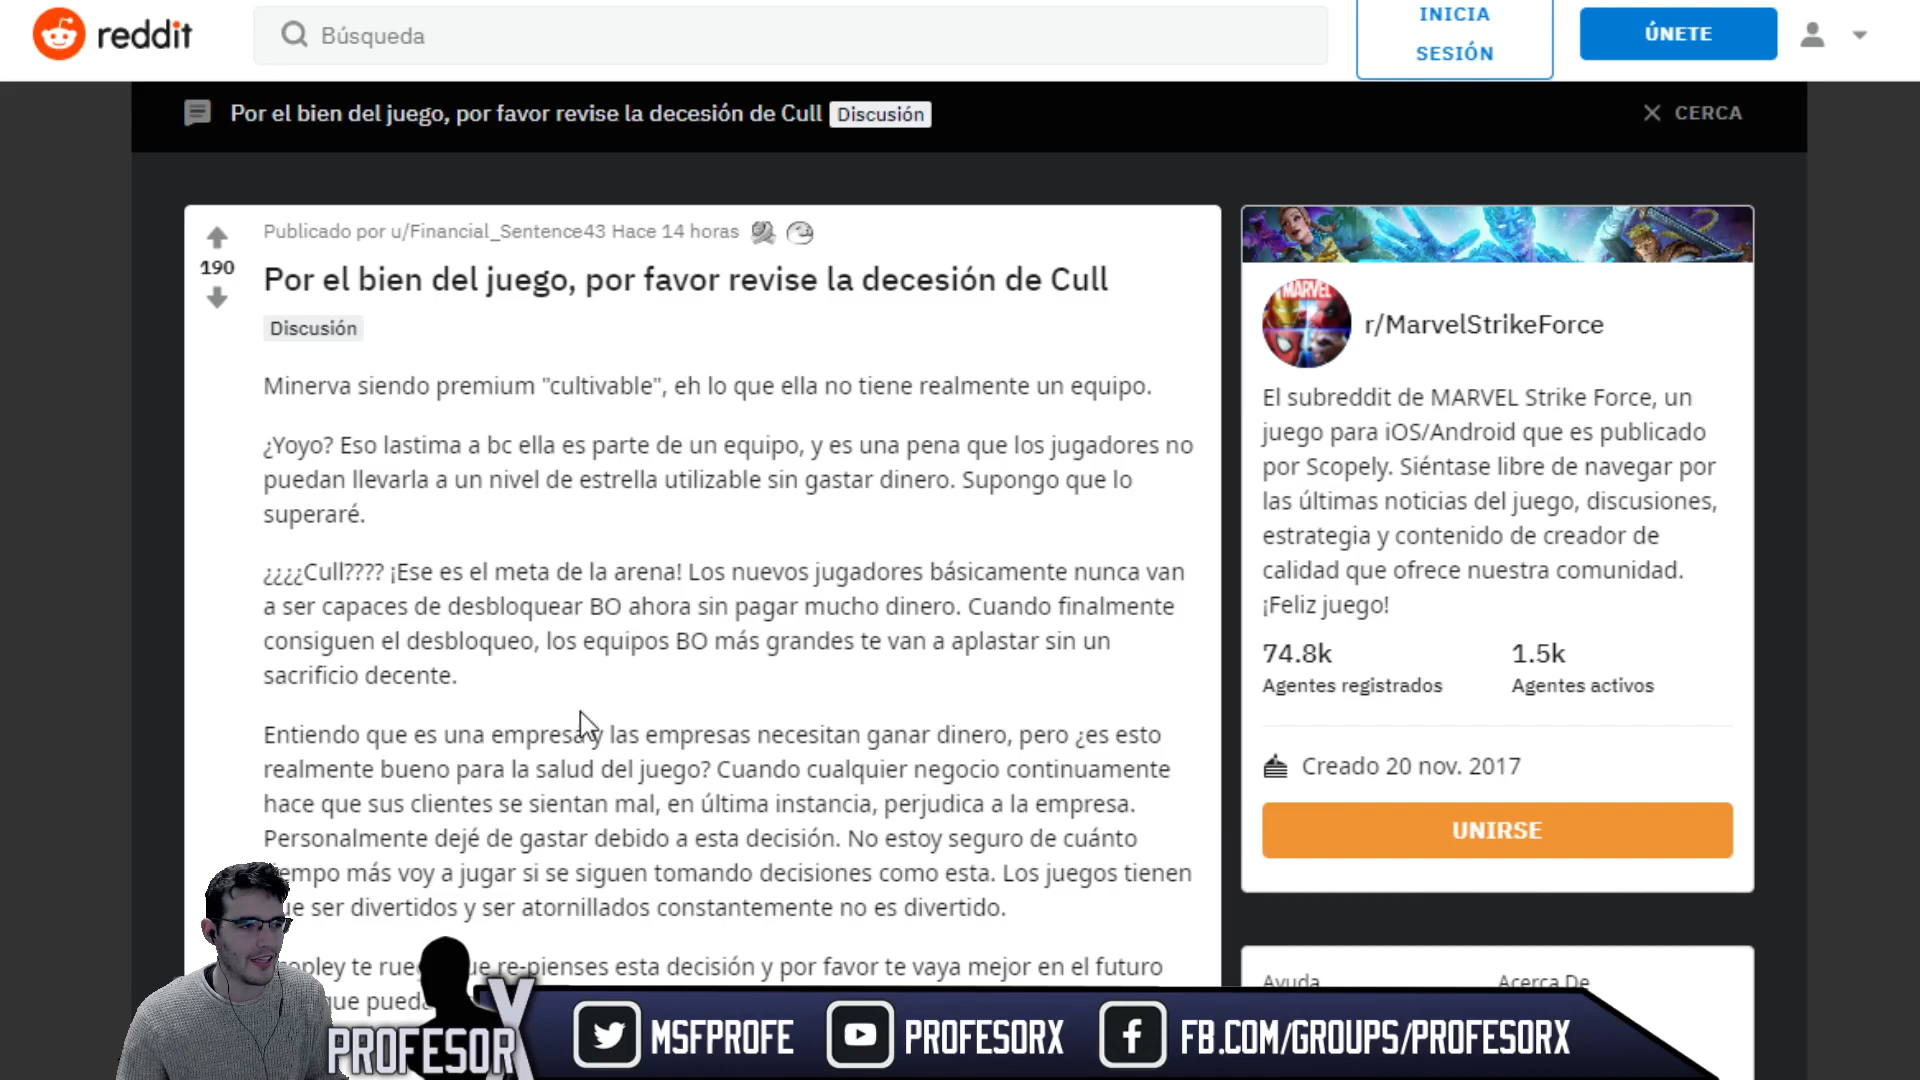 reddit
Búsqueda
INICIA
SESIÓN
ÚNETE
Por el bien del juego, por favor revise la decesión de Cull Discusión
CERCA
Publicado por u/Financial_Sentence43 Hace 14 horas
190
Por el bien del juego, por favor revise la decesión de Cull
Discusión
Minerva siendo premium "cultivable", eh lo que ella no tiene realmente un equipo.
¿Yoyo? Eso lastima a bc ella es parte de un equipo, y es una pena que los jugadores no
puedan llevarla a un nivel de estrella utilizable sin gastar dinero. Supongo que lo
superaré.
¿¿¿¿Cull???? ¡Ese es el meta de la arena! Los nuevos jugadores básicamente nunca van
a ser capaces de desbloquear BO ahora sin pagar mucho dinero. Cuando finalmente
consiguen el desbloqueo, los equipos BO más grandes te van a aplastar sin un
sacrificio decente.
Entiendo que es una empresa y las empresas necesitan ganar dinero, pero ¿es esto
realmente bueno para la salud del juego? Cuando cualquier negocio continuamente
hace que sus clientes se sientan mal, en última instancia, perjudica a la empresa.
Personalmente dejé de gastar debido a esta decisión. No estoy seguro de cuánto
tiempo más voy a jugar si se siguen tomando decisiones como esta. Los juegos tienen
que ser divertidos y ser atornillados constantemente no es divertido.
te re-pienses esta decisión y por favor te vaya mejor en el futuro
que
MARVEL
r/MarvelStrikeForce
El subreddit de MARVEL Strike Force, un
juego para iOS/Android que es publicado
por Scopely. Siéntase libre de navegar por
las últimas noticias del juego, discusiones,
estrategia y contenido de creador de
calidad que ofrece nuestra comunidad.
¡Feliz juego!
74.8k 1.5k
Agentes registrados Agentes activos
Creado 20 nov. 2017
UNIRSE
Ayuda Acerca De
PROFESOR X
MSFPROFE
PROFESORX
FB.COM/GROUPS/PROFESORX